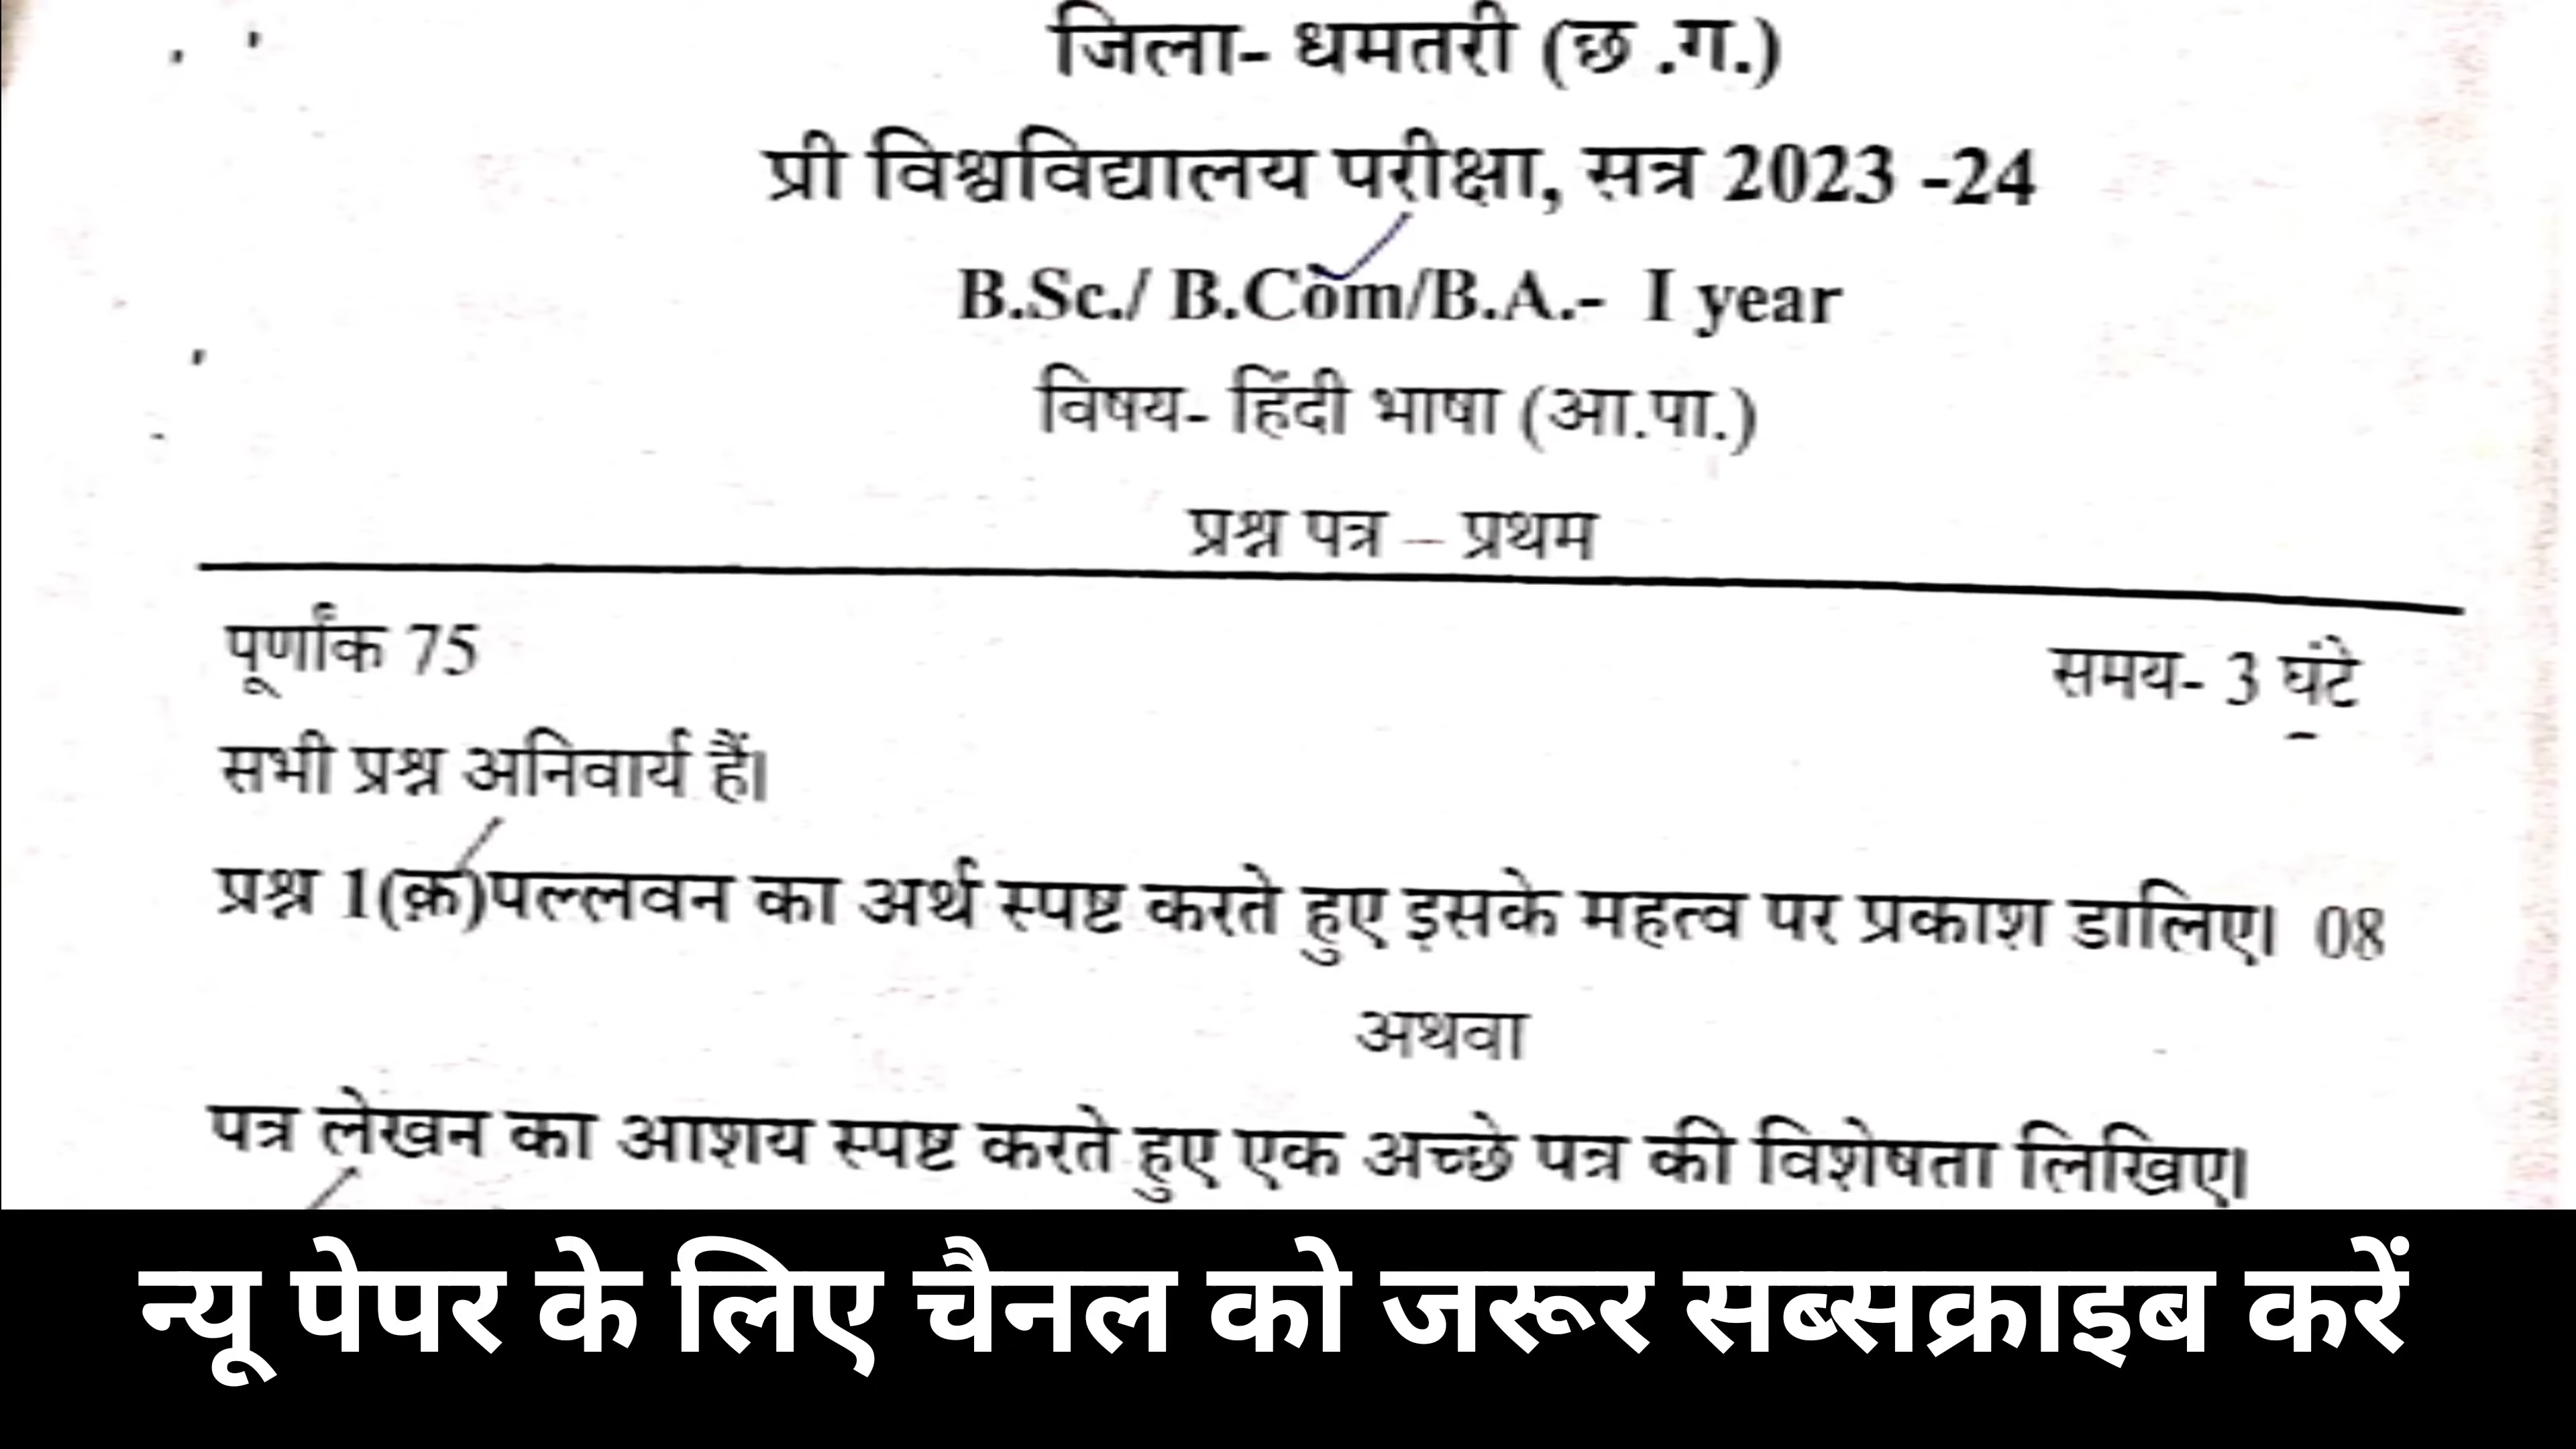 जिला- धमतरी (छ .ग.)
प्री विश्वविद्यालय परीक्षा, सत्र 2023 -24
B.Sc./ B.Com/B.A.- I year
विषय- हिंदी भाषा (आ.पा.)
प्रश्न पत्र – प्रथम
पूर्णांक 75 समय- 3 घंटे
सभी प्रश्न अनिवार्य हैं।
प्रश्न 1(क)पल्लवन का अर्थ स्पष्ट करते हुए इसके महत्व पर प्रकाश डालिए। 08
अथवा
पत्र लेखन का आशय स्पष्ट करते हुए एक अच्छे पत्र की विशेषता लिखिए।
न्यू पेपर के लिए चैनल को जरूर सब्सक्राइब करें